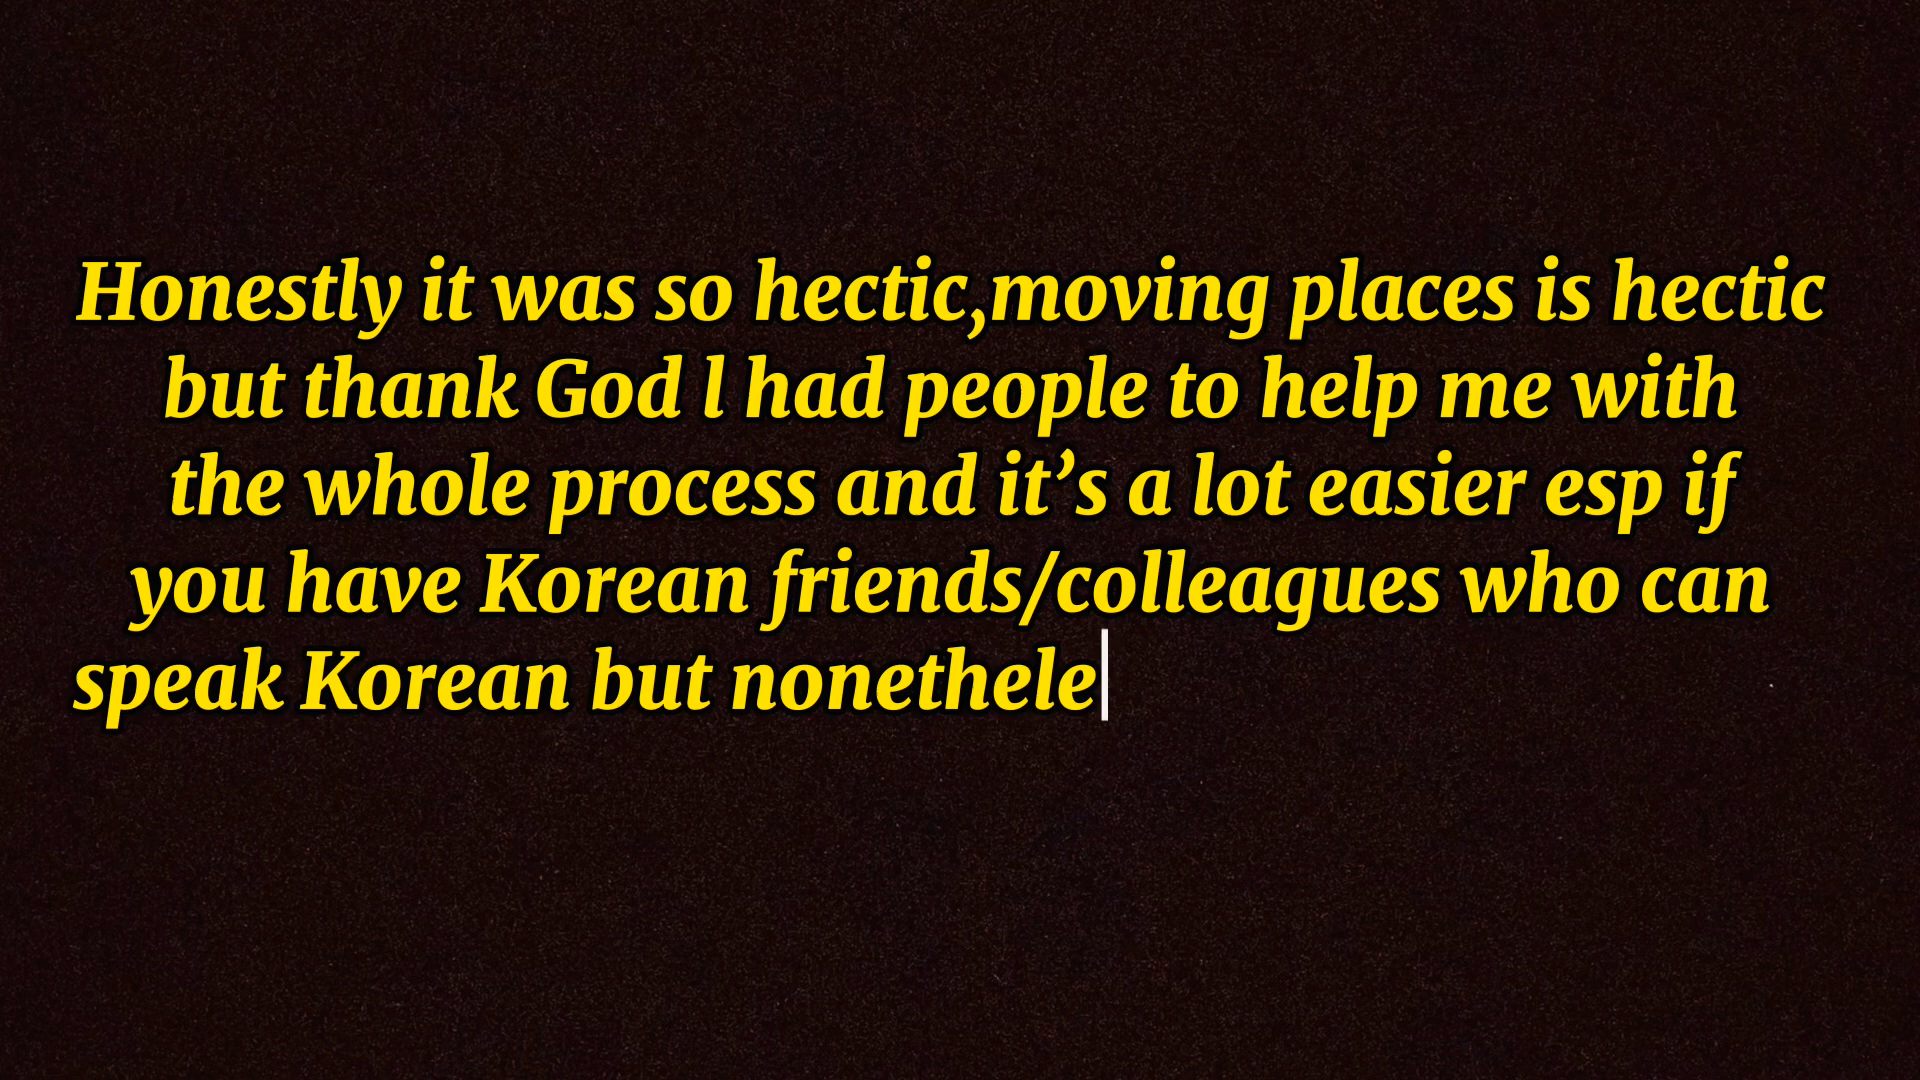 Honestly it was so hectic,moving places is hectic
but thank God l had people to help me with
the whole process and it’s a lot easier esp if
you have Korean friends/colleagues who can
speak Korean but nonethele